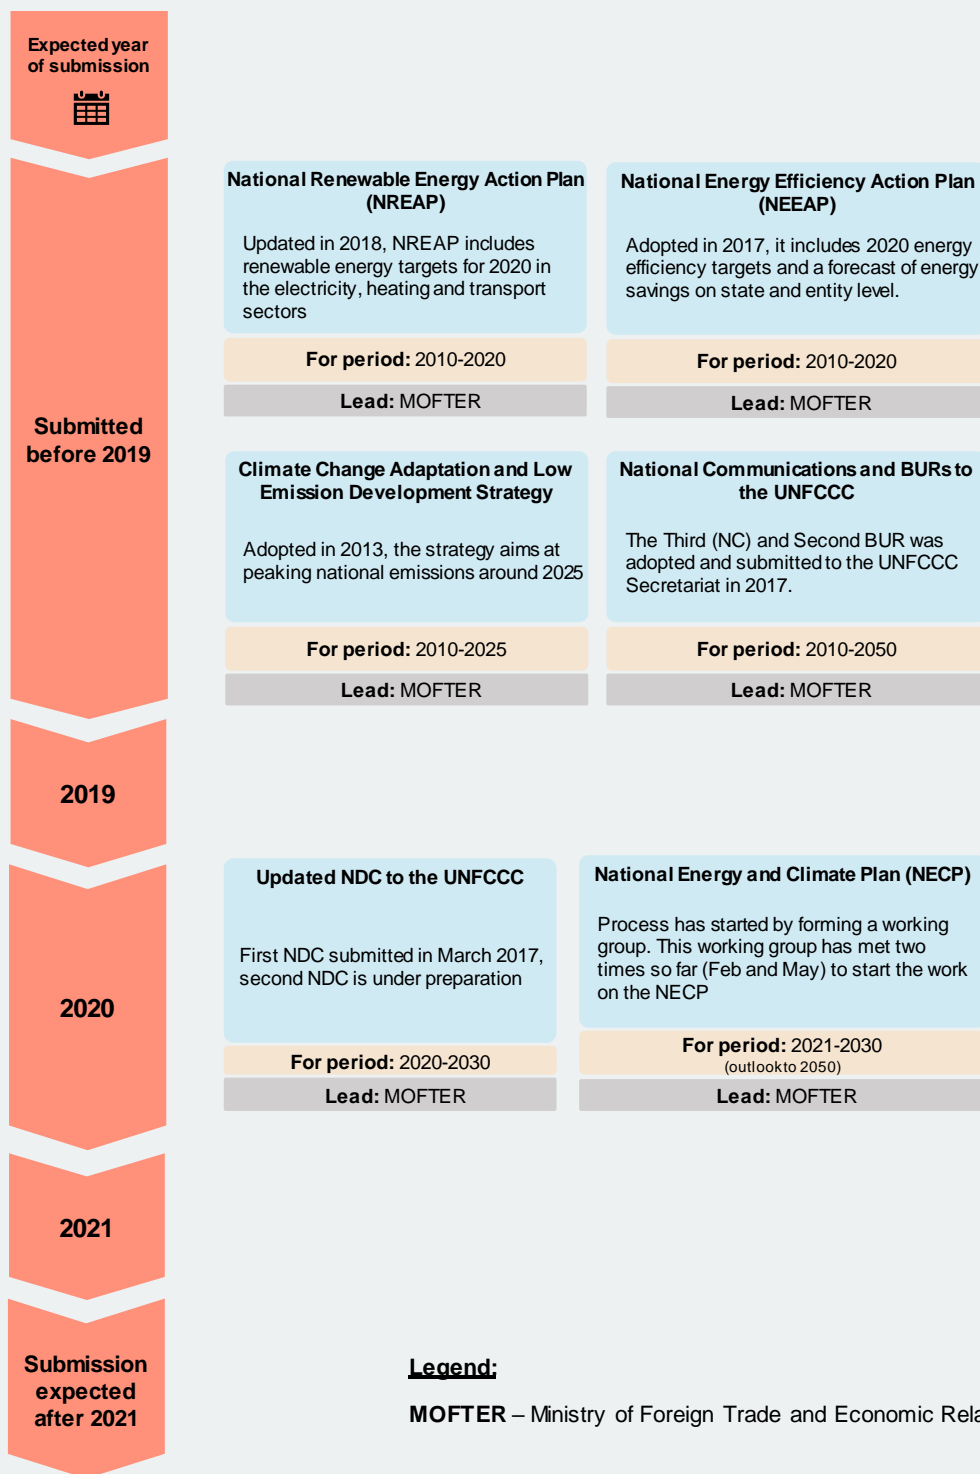 Expected year
of submission
Submitted
before 2019
National Renewable Energy Action Plan
(NREAP)
Updated in 2018, NREAP includes
renewable energy targets for 2020 in
the electricity, heating and transport
sectors
For period: 2010-2020
Lead: MOFTER
National Energy Efficiency Action Plan
(NEEAP)
Adopted in 2017, it includes 2020 energy
efficiency targets and a forecast of energy
savings on state and entity level.
For period: 2010-2020
Lead: MOFTER
Climate Change Adaptation and Low
Emission Development Strategy
Adopted in 2013, the strategy aims at
peaking national emissions around 2025
For period: 2010-2025
Lead: MOFTER
National Communications and BURs to
the UNFCCC
The Third (NC) and Second BUR was
adopted and submitted to the UNFCCC
Secretariat in 2017.
For period: 2010-2050
Lead: MOFTER
2019
2020
Updated NDC to the UNFCCC
First NDC submitted in March 2017,
second NDC is under preparation
For period: 2020-2030
Lead: MOFTER
National Energy and Climate Plan (NECP)
Process has started by forming a working
group. This working group has met two
times so far (Feb and May) to start the work
on the NECP
For period: 2021-2030
(outlook to 2050)
Lead: MOFTER
2021
Submission
expected
after 2021
Legend:
MOFTER – Ministry of Foreign Trade and Economic Rela